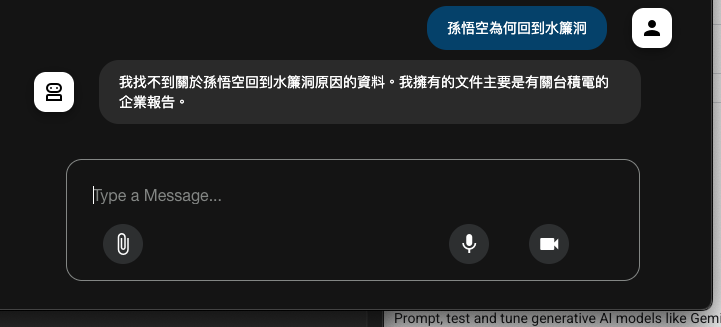 孫悟空為何回到水簾洞
我找不到關於孫悟空回到水簾洞原因的資料。我擁有的文件主要是有關台積電的
企業報告。
Type a Message...
Prompt, test and tune generative AI models like Gem